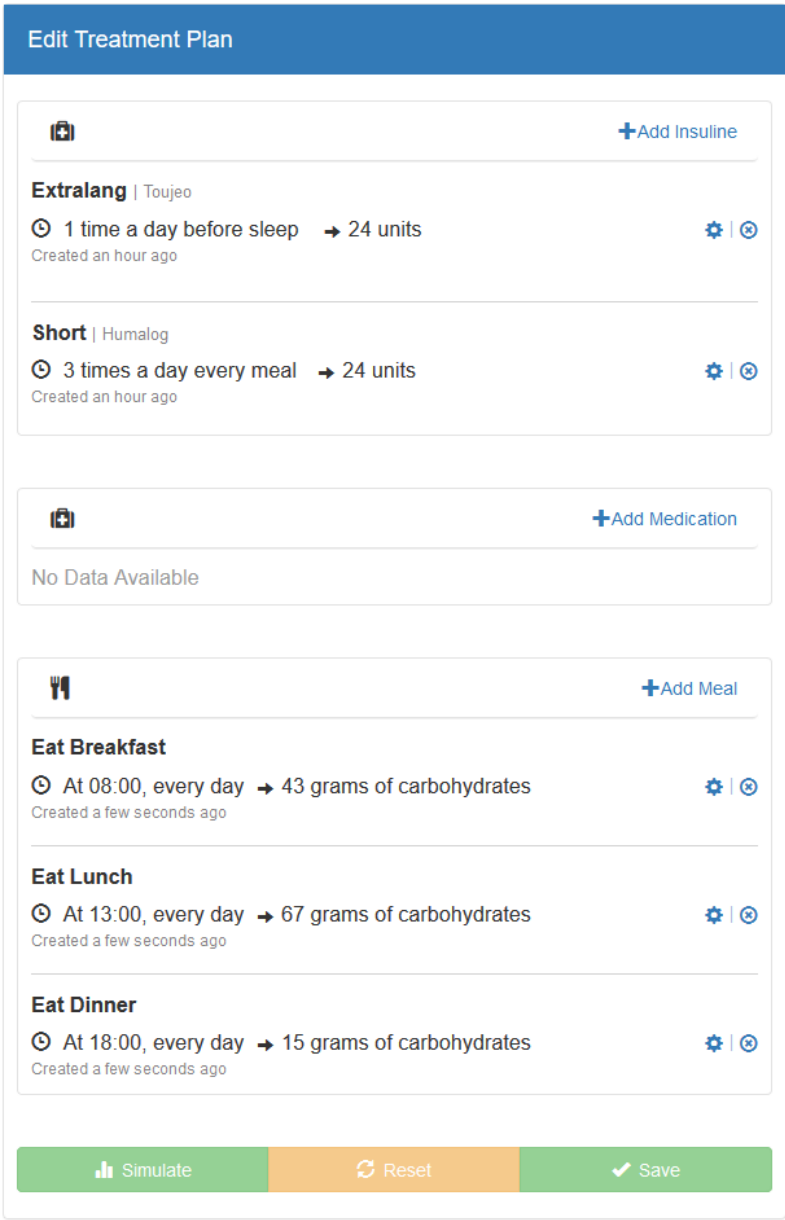 Edit Treatment Plan
Add Insuline
Extralang | Toujeo
1 time a day before sleep → 24 units
Created an hour ago
Short | Humalog
3 times a day every meal → 24 units
Created an hour ago
Add Medication
No Data Available
Add Meal
Eat Breakfast
At 08:00, every day → 43 grams of carbohydrates
Created a few seconds ago
Eat Lunch
At 13:00, every day → 67 grams of carbohydrates
Created a few seconds ago
Eat Dinner
At 18:00, every day → 15 grams of carbohydrates
Created a few seconds ago
Simulate Reset Save